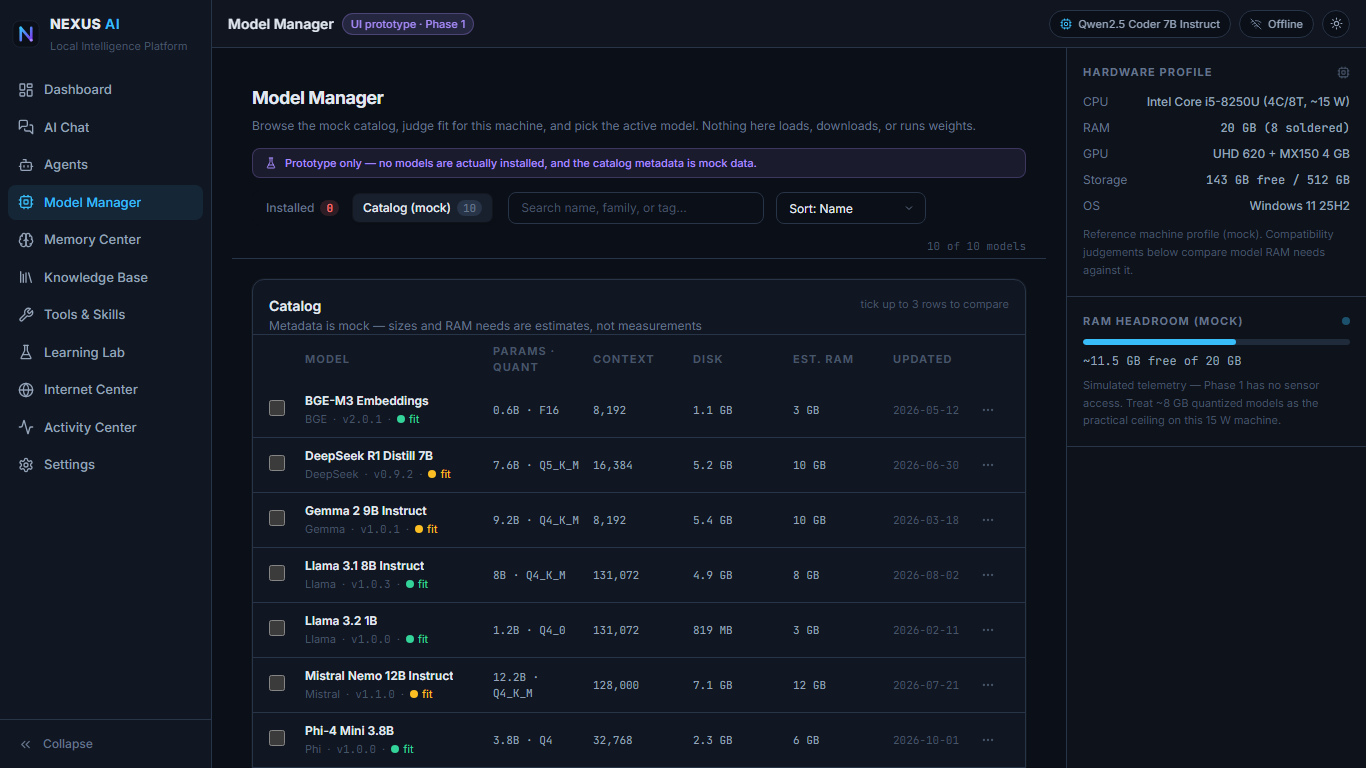 NEXUS AI
Local Intelligence Platform
Dashboard
AI Chat
Agents
Model Manager
Memory Center
Knowledge Base
Tools & Skills
Learning Lab
Internet Center
Activity Center
Settings
Collapse
Model Manager
UI prototype · Phase 1
Qwen2.5 Coder 7B Instruct
Offline
Model Manager
Browse the mock catalog, judge fit for this machine, and pick the active model. Nothing here loads, downloads, or runs weights.
Prototype only — no models are actually installed, and the catalog metadata is mock data.
Installed 0
Catalog (mock) 10
Search name, family, or tag...
Sort: Name
10 of 10 models
Catalog
tick up to 3 rows to compare
Metadata is mock — sizes and RAM needs are estimates, not measurements
MODEL PARAMS · QUANT CONTEXT DISK EST. RAM UPDATED
BGE-M3 Embeddings
BGE · v2.0.1 · fit
0.6B · F16 8,192 1.1 GB 3 GB 2026-05-12 ...
DeepSeek R1 Distill 7B
DeepSeek · v0.9.2 · fit
7.6B · Q5_K_M 16,384 5.2 GB 10 GB 2026-06-30 ...
Gemma 2 9B Instruct
Gemma · v1.0.1 · fit
9.2B · Q4_K_M 8,192 5.4 GB 10 GB 2026-03-18 ...
Llama 3.1 8B Instruct
Llama · v1.0.3 · fit
8B · Q4_K_M 131,072 4.9 GB 8 GB 2026-08-02 ...
Llama 3.2 1B
Llama · v1.0.0 · fit
1.2B · Q4_0 131,072 819 MB 3 GB 2026-02-11 ...
Mistral Nemo 12B Instruct
Mistral · v1.1.0 · fit
12.2B · Q4_K_M 128,000 7.1 GB 12 GB 2026-07-21 ...
Phi-4 Mini 3.8B
Phi · v1.0.0 · fit
3.8B · Q4 32,768 2.3 GB 6 GB 2026-10-01 ...
HARDWARE PROFILE
CPU Intel Core i5-8250U (4C/8T, ~15 W)
RAM 20 GB (8 soldered)
GPU UHD 620 + MX150 4 GB
Storage 143 GB free / 512 GB
OS Windows 11 25H2
Reference machine profile (mock). Compatibility
judgements below compare model RAM needs
against it.
RAM HEADROOM (MOCK)
~11.5 GB free of 20 GB
Simulated telemetry — Phase 1 has no sensor
access. Treat ~8 GB quantized models as the
practical ceiling on this 15 W machine.